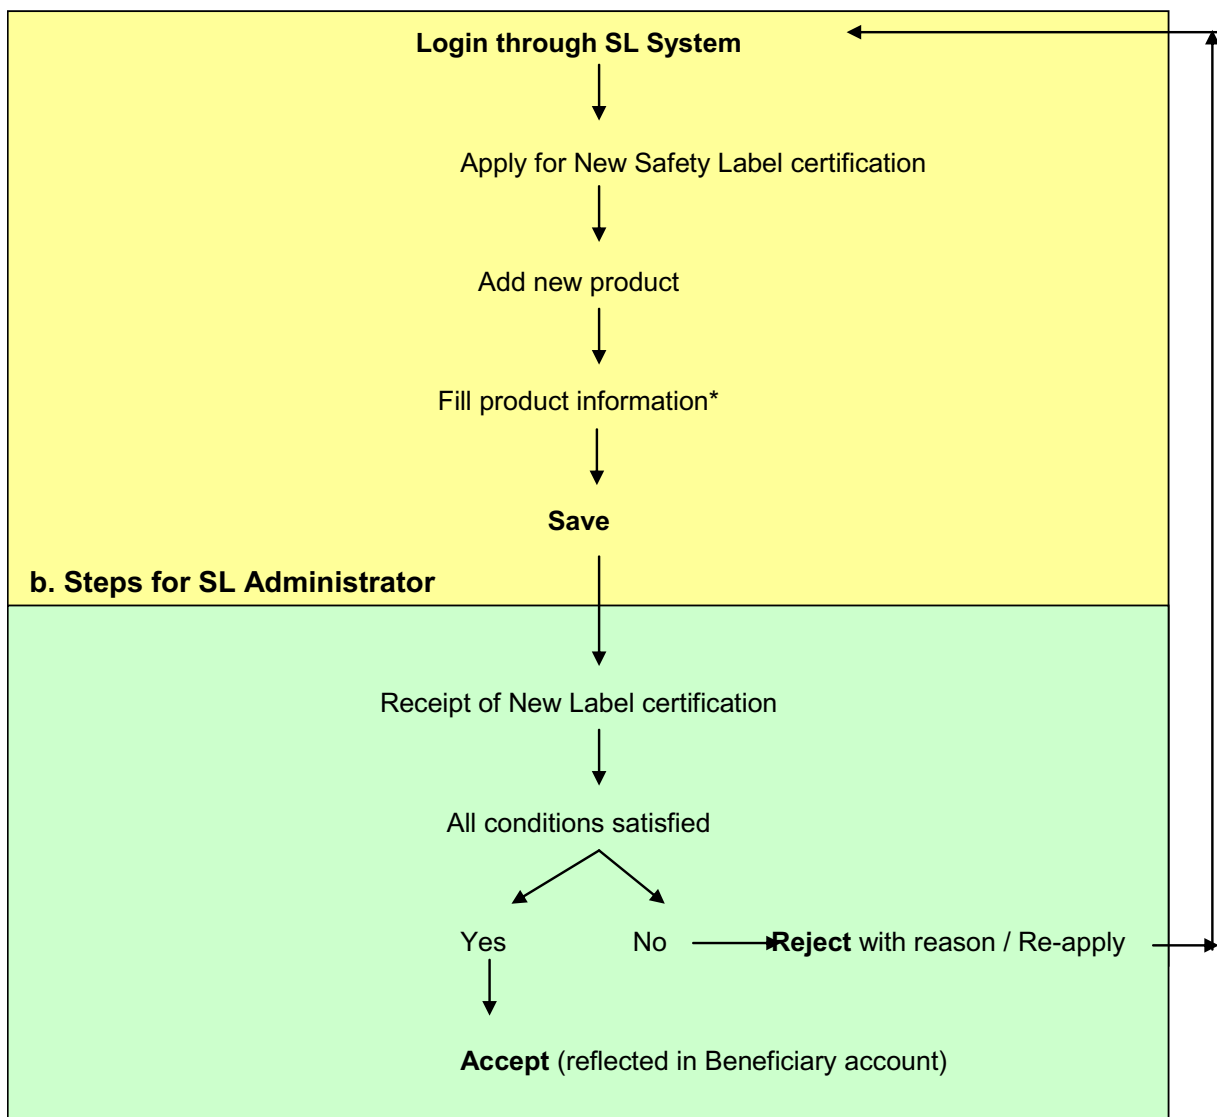 Login through SL System
Apply for New Safety Label certification
Add new product
Fill product information*
Save
b. Steps for SL Administrator
Receipt of New Label certification
All conditions satisfied
Yes No Reject with reason / Re-apply
Accept (reflected in Beneficiary account)